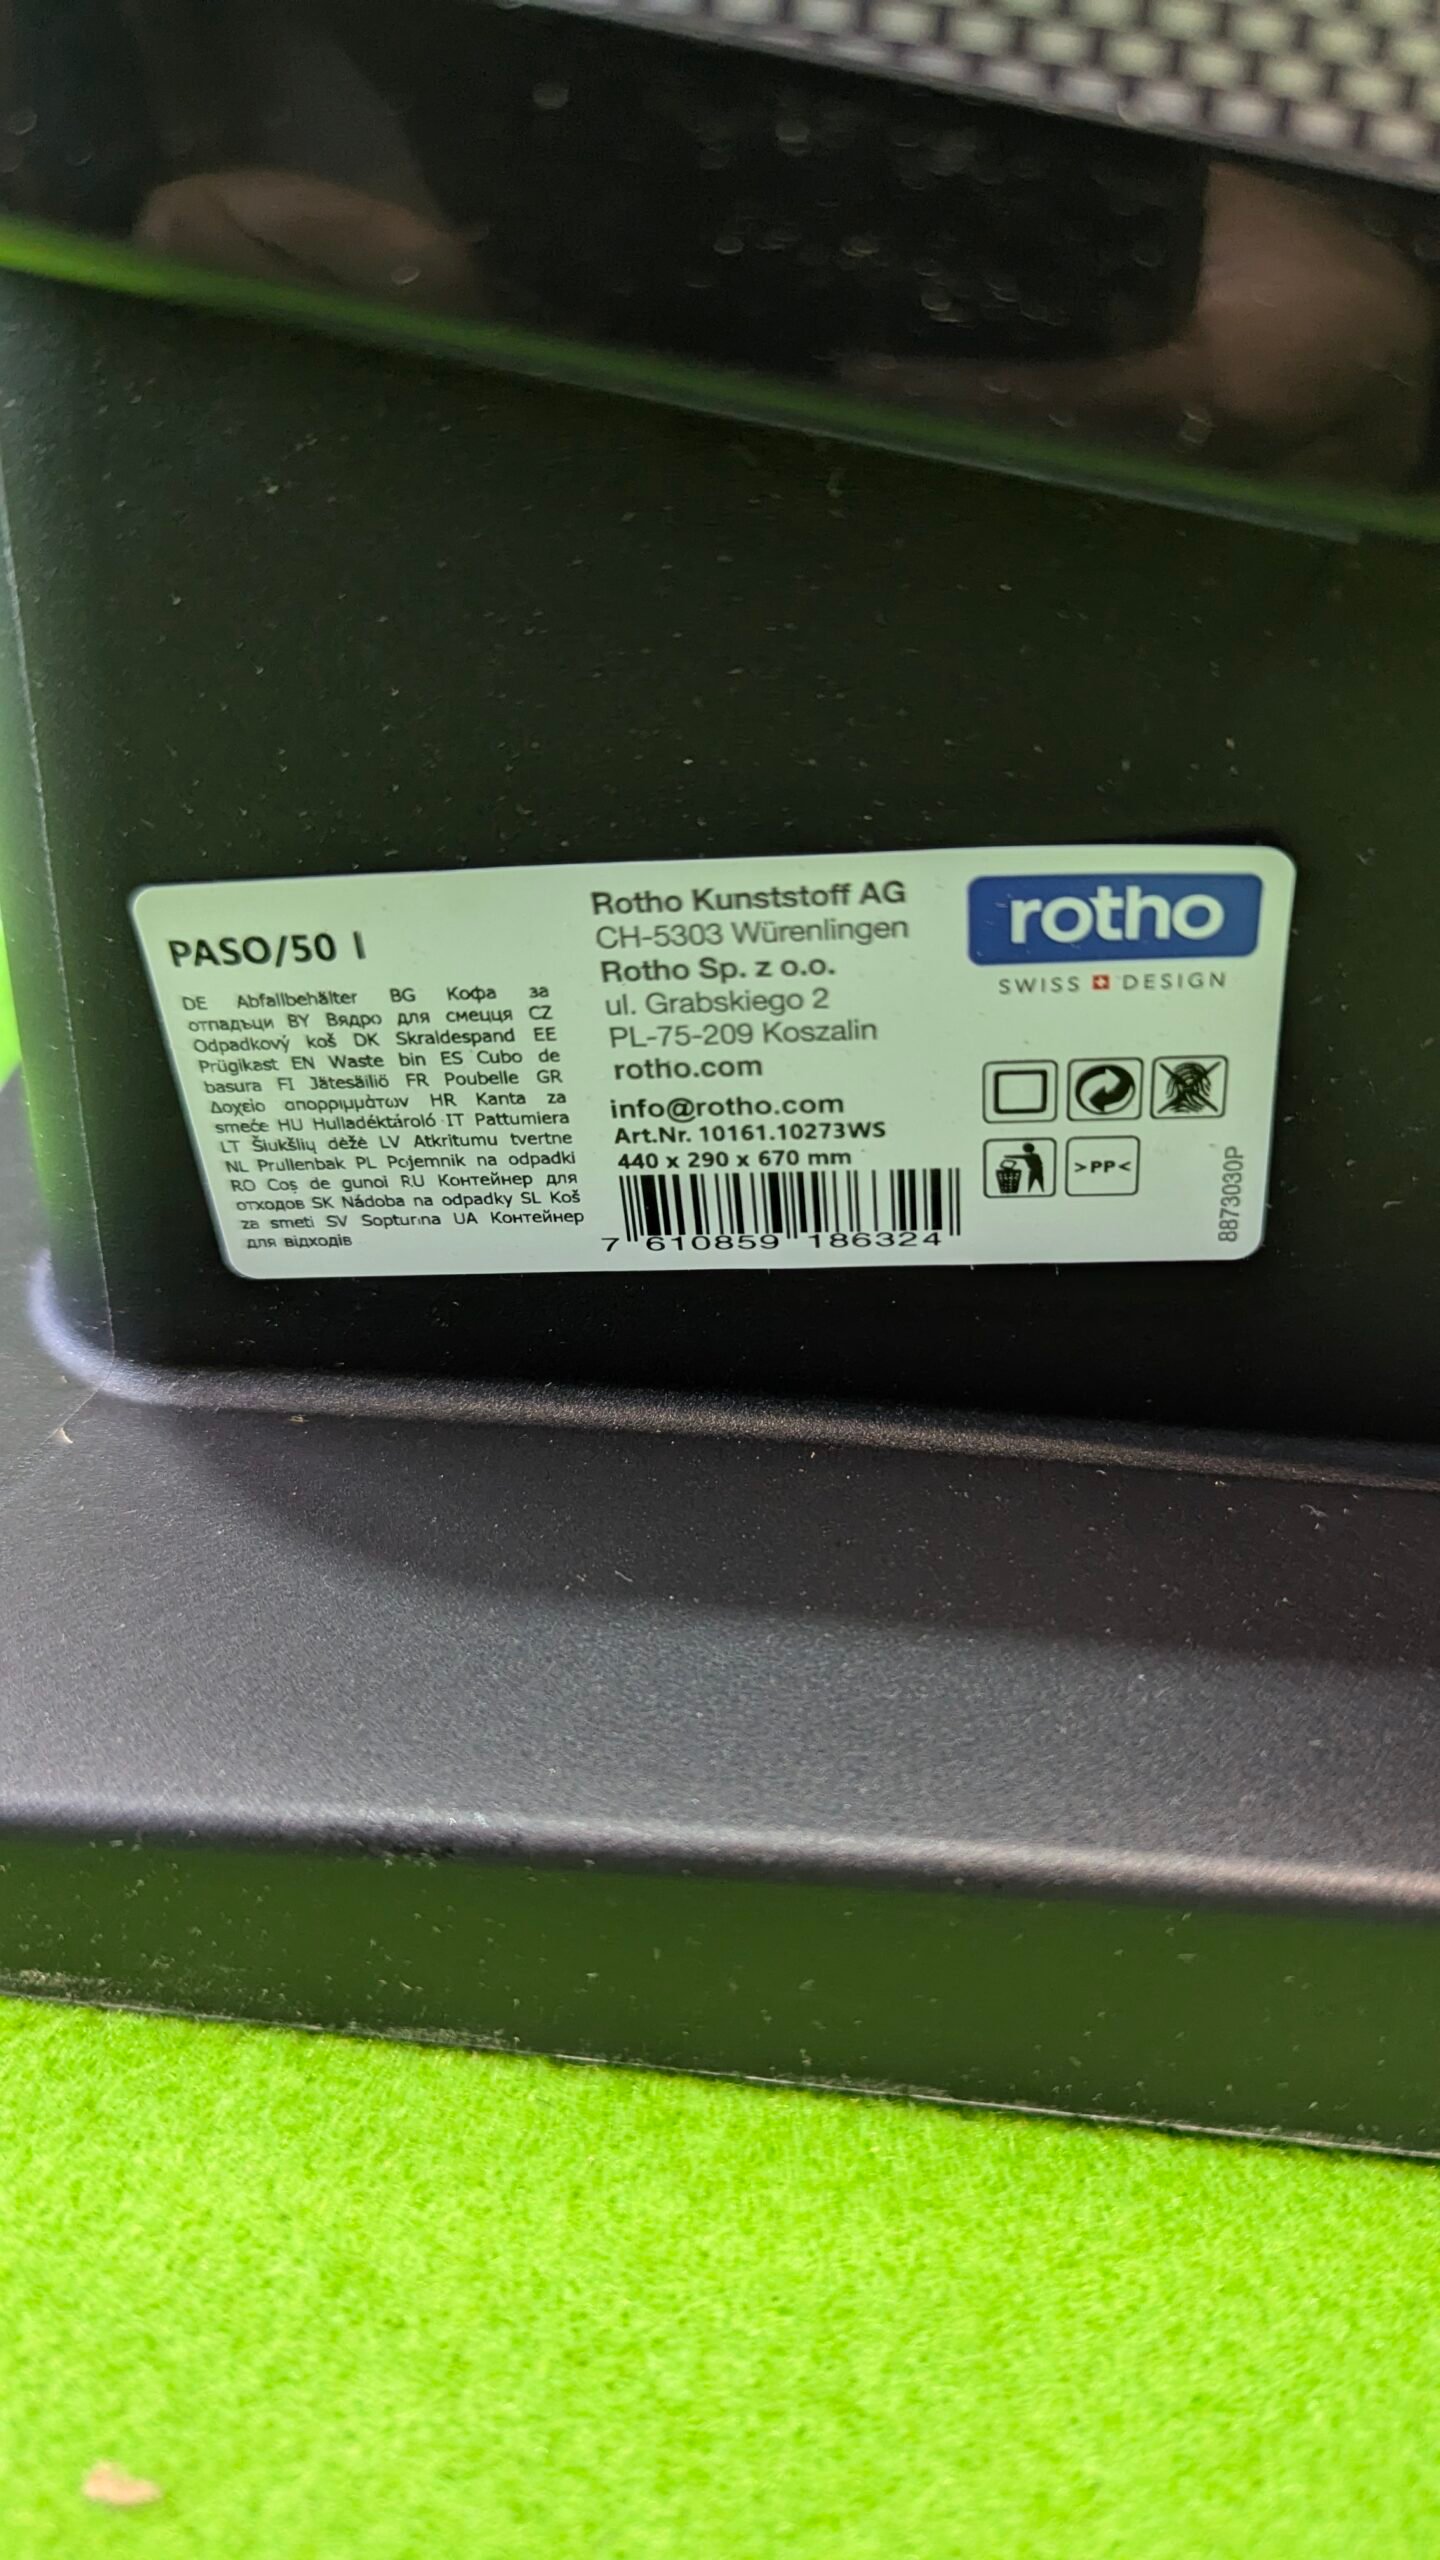 PASO/50 l
DE Abfallbehälter BG Кофа за
отпадъци BY Вядро для смецця CZ
Odpadkový koš DK Skraldespand EE
Prügikast EN Waste bin ES Cubo de
basura FI Jätesäiliö FR Poubelle GR
Δοχείο απορριμμάτων HR Kanta za
smeće HU Hulladéktároló IT Pattumiera
LT Šiukšlių dėžė LV Atkritumu tvertne
NL Prullenbak PL Pojemnik na odpadki
RO Coș de gunoi RU Контейнер для
отходов SK Nádoba na odpadky SL Koš
za smeti SV Soptunna UA Контейнер
для відходів
Rotho Kunststoff AG
CH-5303 Würenlingen
Rotho Sp. z o.o.
ul. Grabskiego 2
PL-75-209 Koszalin
rotho.com
info@rotho.com
Art.Nr. 10161.10273WS
440 x 290 x 670 mm
7 610859 186324
rotho
SWISS DESIGN
>PP<
8873030P